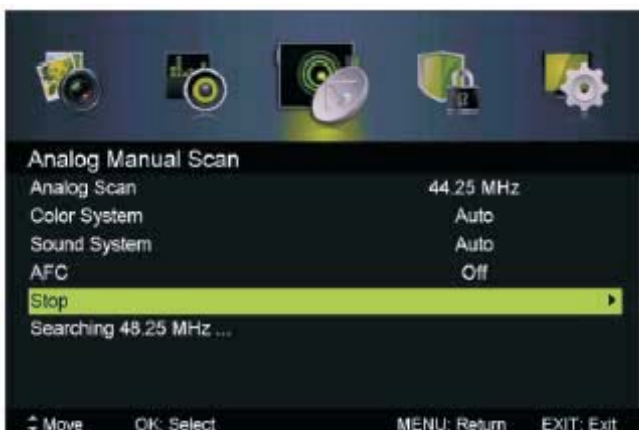 Analog Manual Scan
Analog Scan 44.25 MHz
Color System Auto
Sound System Auto
AFC Off
Stop
Searching 48.25 MHz ...
Move OK: Select MENU: Return EXIT: Exit